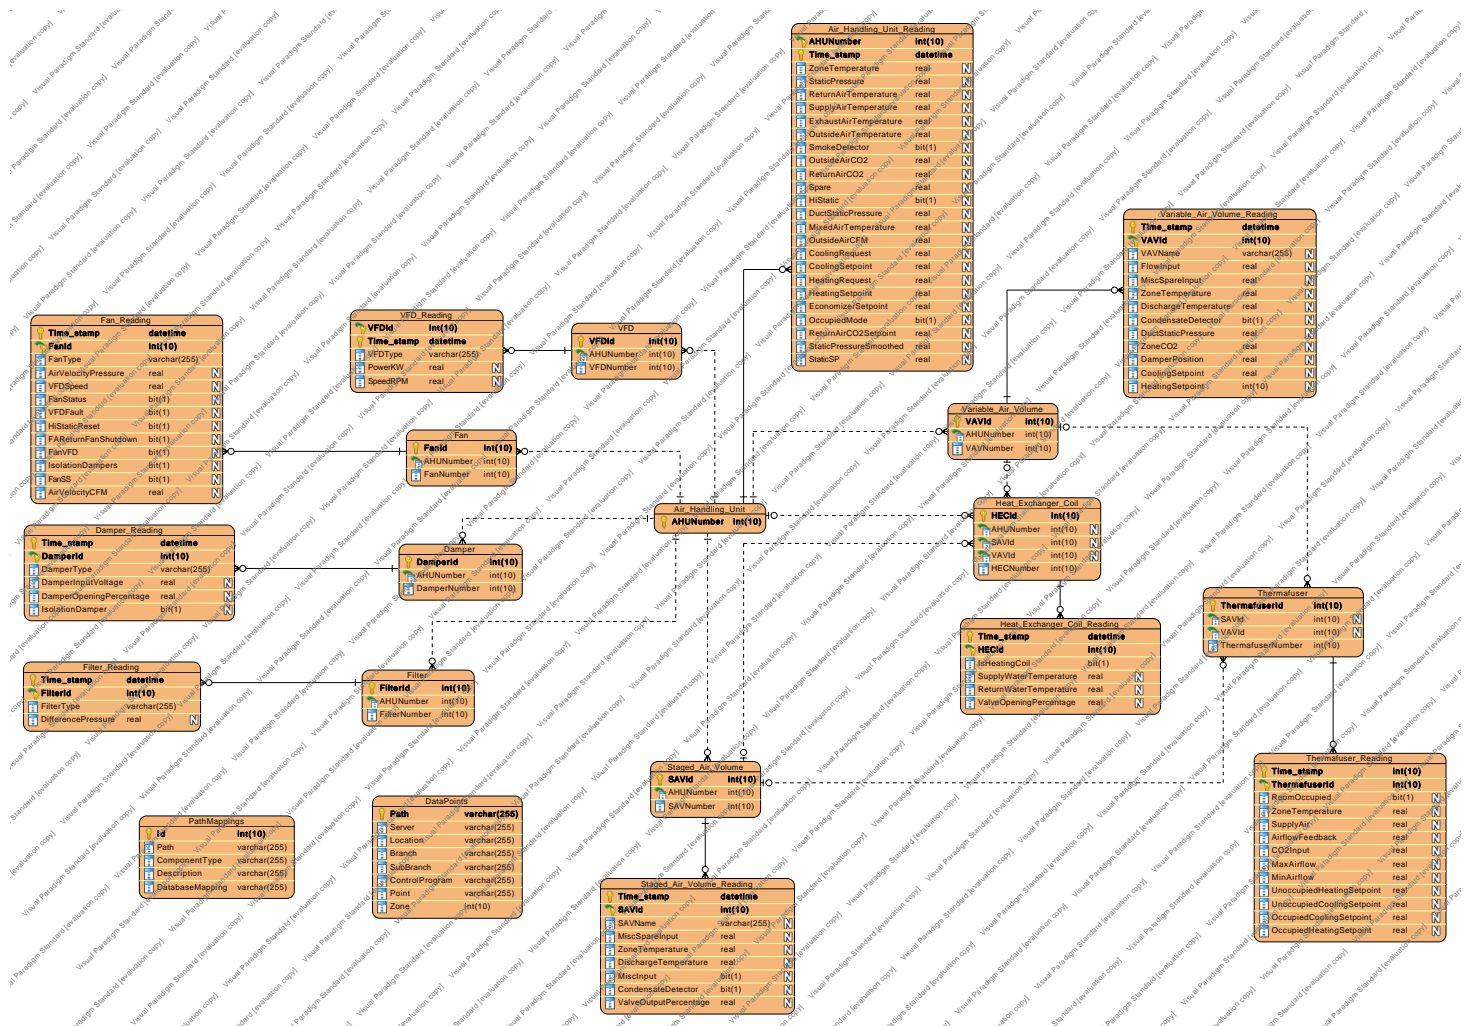 Air_Handling_Unit_Reading
AHUNumber int(10)
Time_stamp datetime
ZoneTemperature real N
StaticPressure real N
ReturnAirTemperature real N
SupplyAirTemperature real N
ExhaustAirTemperature real N
OutsideAirTemperature real N
SmokeDetector bit(1) N
OutsideAirCO2 real N
ReturnAirCO2 real N
Spare real N
HiStatic bit(1) N
DuctStaticPressure real N
MixedAirTemperature real N
OutsideAirCFM real N
CoolingRequest real N
CoolingSetpoint real N
HeatingRequest real N
HeatingSetpoint real N
EconomizerSetpoint real N
OccupiedMode bit(1) N
ReturnAirCO2Setpoint real N
StaticPressureSmoothed real N
StaticSP real N
Variable_Air_Volume_Reading
Time_stamp datetime
VAVId int(10)
VAVName varchar(255) N
FlowInput real N
MiscSpareInput real N
ZoneTemperature real N
DischargeTemperature real N
CondensateDetector bit(1) N
DuctStaticPressure real N
ZoneCO2 real N
DamperPosition real N
CoolingSetpoint real N
HeatingSetpoint int(10) N
Fan_Reading
Time_stamp datetime
FanId int(10)
FanType varchar(255)
AirVelocityPressure real N
VFDSpeed real N
FanStatus bit(1) N
VFDFault bit(1) N
HiStaticReset bit(1) N
FAReturnFanShutdown bit(1) N
FanVFD bit(1) N
IsolationDampers bit(1) N
FanSS bit(1) N
AirVelocityCFM real N
VFD_Reading
VFDId int(10)
Time_stamp datetime
VFDType varchar(255)
PowerKW real N
SpeedRPM real N
VFD
VFDId int(10)
AHUNumber int(10)
VFDNumber int(10)
Fan
FanId int(10)
AHUNumber int(10)
FanNumber int(10)
Variable_Air_Volume
VAVId int(10)
AHUNumber int(10)
VAVNumber int(10)
Air_Handling_Unit
AHUNumber int(10)
Heat_Exchanger_Coil
HECId int(10)
AHUNumber int(10) N
SAVId int(10) N
VAVId int(10) N
HECNumber int(10)
Damper_Reading
Time_stamp datetime
DamperId int(10)
DamperType varchar(255)
DamperInputVoltage real N
DamperOpeningPercentage real N
IsolationDamper bit(1) N
Damper
DamperId int(10)
AHUNumber int(10)
DamperNumber int(10)
Thermafuser
ThermafuserId int(10)
SAVId int(10) N
VAVId int(10) N
ThermafuserNumber int(10)
Heat_Exchanger_Coil_Reading
Time_stamp datetime
HECId int(10)
IsHeatingCoil bit(1)
SupplyWaterTemperature real N
ReturnWaterTemperature real N
ValveOpeningPercentage real N
Filter_Reading
Time_stamp datetime
FilterId int(10)
FilterType varchar(255)
DifferencePressure real N
Filter
FilterId int(10)
AHUNumber int(10)
FilterNumber int(10)
Staged_Air_Volume
SAVId int(10)
AHUNumber int(10)
SAVNumber int(10)
Thermafuser_Reading
Time_stamp int(10)
ThermafuserId int(10)
RoomOccupied bit(1) N
ZoneTemperature real N
SupplyAir real N
AirflowFeedback real N
CO2Input real N
MaxAirflow real N
MinAirflow real N
UnoccupiedHeatingSetpoint real N
UnoccupiedCoolingSetpoint real N
OccupiedCoolingSetpoint real N
OccupiedHeatingSetpoint real N
PathMappings
Id int(10)
Path varchar(255)
ComponentType varchar(255)
Description varchar(255)
DatabaseMapping varchar(255)
DataPoints
Path varchar(255)
Server varchar(255)
Location varchar(255)
Branch varchar(255)
SubBranch varchar(255)
ControlProgram varchar(255)
Point varchar(255)
Zone int(10)
Staged_Air_Volume_Reading
Time_stamp datetime
SAVId int(10)
SAVName varchar(255) N
MiscSpareInput real N
ZoneTemperature real N
DischargeTemperature real N
MiscInput bit(1) N
CondensateDetector bit(1) N
ValveOutputPercentage real N
Visual Paradigm Standard [evaluation copy]